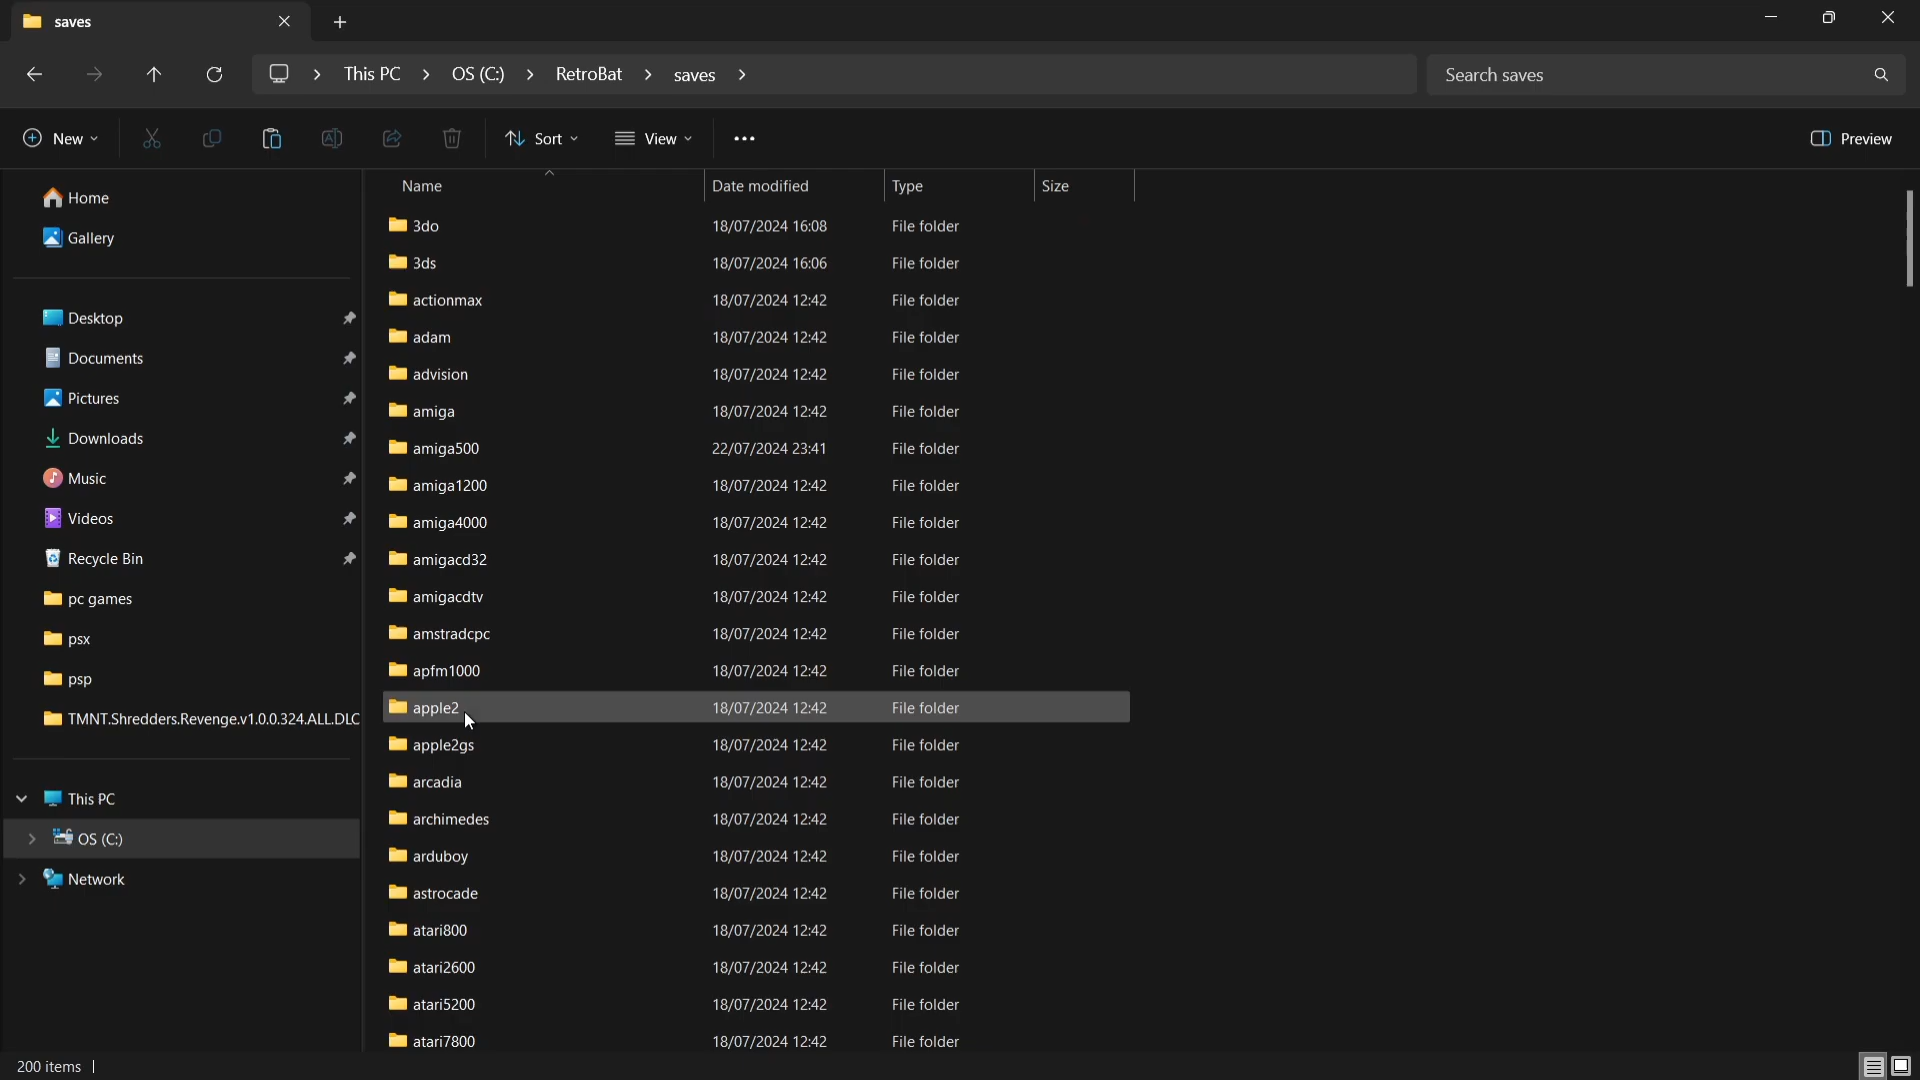 saves
This PC > OS (C:) > RetroBat > saves >
Search saves
New
Sort
View
Preview
Home
Gallery
Desktop
Documents
Pictures
Downloads
Music
Videos
Recycle Bin
pc games
psx
psp
TMNT.Shredders.Revenge.v1.0.0.324.ALL.DLC
This PC
OS (C:)
Network
Name Date modified Type Size
3do 18/07/2024 16:08 File folder
3ds 18/07/2024 16:06 File folder
actionmax 18/07/2024 12:42 File folder
adam 18/07/2024 12:42 File folder
advision 18/07/2024 12:42 File folder
amiga 18/07/2024 12:42 File folder
amiga500 22/07/2024 23:41 File folder
amiga1200 18/07/2024 12:42 File folder
amiga4000 18/07/2024 12:42 File folder
amigacd32 18/07/2024 12:42 File folder
amigacdtv 18/07/2024 12:42 File folder
amstradcpc 18/07/2024 12:42 File folder
apfm1000 18/07/2024 12:42 File folder
apple2 18/07/2024 12:42 File folder
apple2gs 18/07/2024 12:42 File folder
arcadia 18/07/2024 12:42 File folder
archimedes 18/07/2024 12:42 File folder
arduboy 18/07/2024 12:42 File folder
astrocade 18/07/2024 12:42 File folder
atari800 18/07/2024 12:42 File folder
atari2600 18/07/2024 12:42 File folder
atari5200 18/07/2024 12:42 File folder
atari7800 18/07/2024 12:42 File folder
200 items